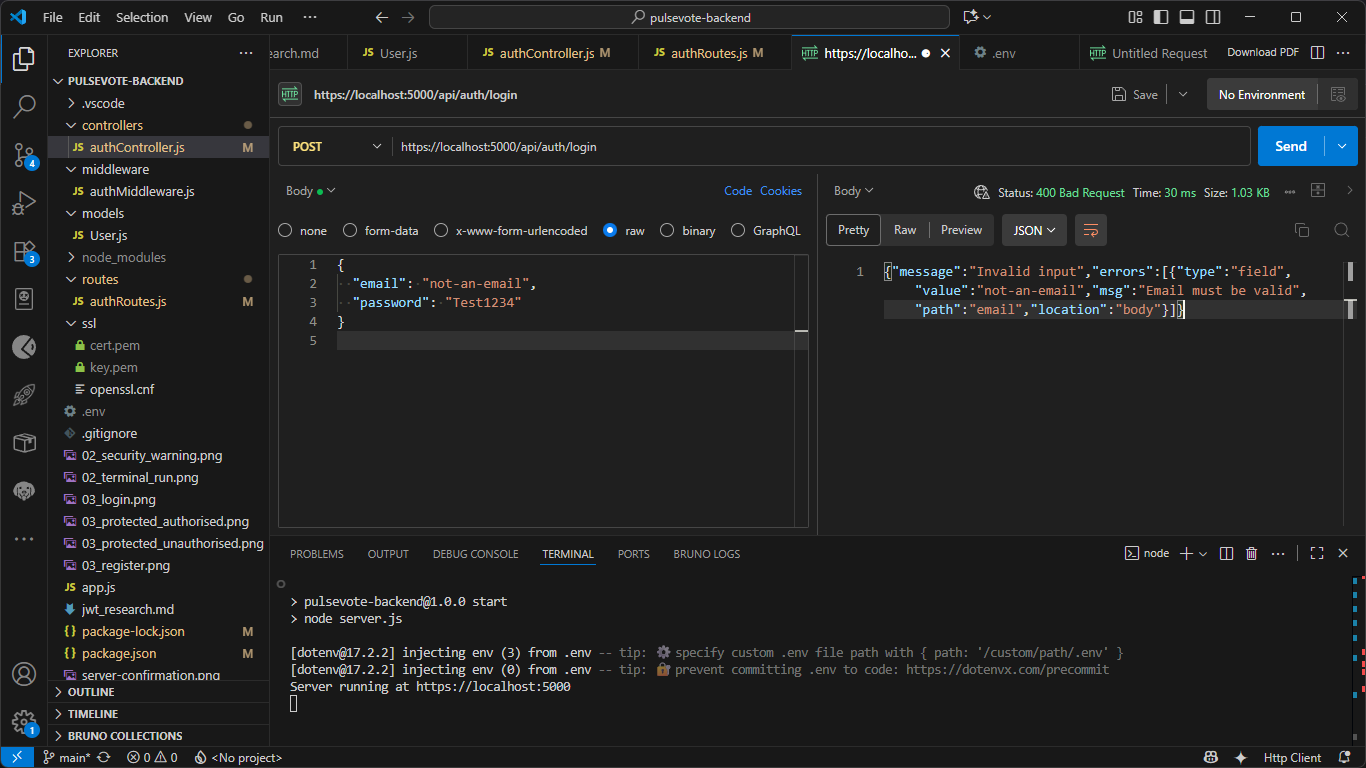 File Edit Selection View Go Run ··· pulsevote-backend
EXPLORER ···
earch.md
JS User.js
JS authController.js M
JS authRoutes.js M
HTTP https://localho...
.env
HTTP Untitled Request
Download PDF ···
PULSEVOTE-BACKEND
.vscode
controllers
JS authController.js M
middleware
JS authMiddleware.js
models
JS User.js
node_modules
routes
JS authRoutes.js M
ssl
cert.pem
key.pem
openssl.cnf
.env
.gitignore
02_security_warning.png
02_terminal_run.png
03_login.png
03_protected_authorised.png
03_protected_unauthorised.png
03_register.png
JS app.js
jwt_research.md
{} package-lock.json M
{} package.json M
server-confirmation.png
OUTLINE
TIMELINE
BRUNO COLLECTIONS
4
3
1
HTTP https://localhost:5000/api/auth/login
Save
No Environment
POST https://localhost:5000/api/auth/login
Send
Body
Code Cookies
none form-data x-www-form-urlencoded raw binary GraphQL
1 {
2 "email": "not-an-email",
3 "password": "Test1234"
4 }
5
Body
Status: 400 Bad Request Time: 30 ms Size: 1.03 KB
Pretty Raw Preview JSON
1 {"message":"Invalid input","errors":[{"type":"field",
"value":"not-an-email","msg":"Email must be valid",
"path":"email","location":"body"}]}
PROBLEMS OUTPUT DEBUG CONSOLE TERMINAL PORTS BRUNO LOGS
node
> pulsevote-backend@1.0.0 start
> node server.js
[dotenv@17.2.2] injecting env (3) from .env -- tip: ⚙️ specify custom .env file path with { path: '/custom/path/.env' }
[dotenv@17.2.2] injecting env (0) from .env -- tip: 🔐 prevent committing .env to code: https://dotenvx.com/precommit
Server running at https://localhost:5000
main* 0 0 <No project>
Http Client